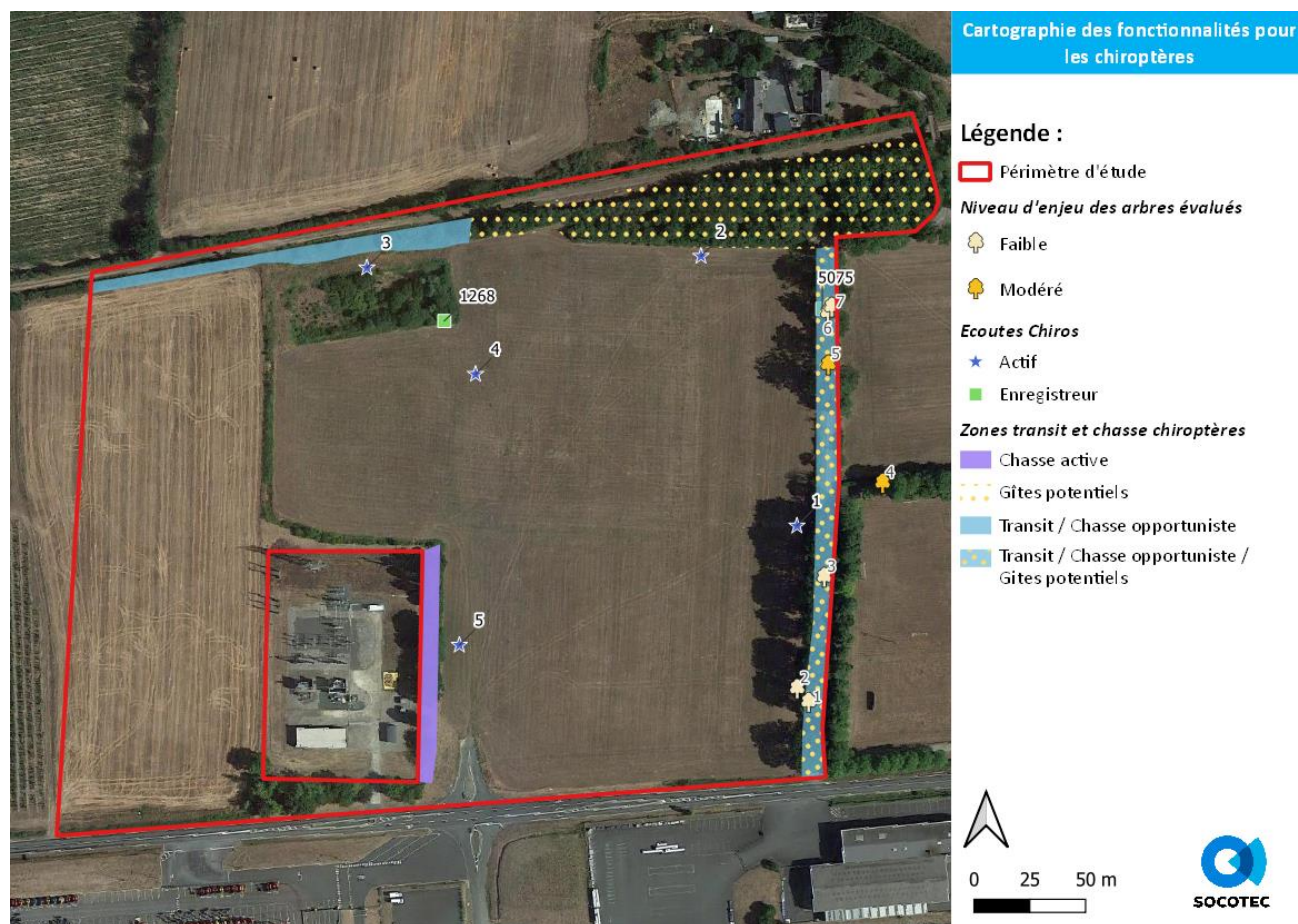 Cartographie des fonctionnalités pour
les chiroptères
Légende :
Périmètre d'étude
Niveau d'enjeu des arbres évalués
Faible
Modéré
Ecoutes Chiros
Actif
Enregistreur
Zones transit et chasse chiroptères
Chasse active
Gîtes potentiels
Transit / Chasse opportuniste
Transit / Chasse opportuniste /
Gites potentiels
0 25 50 m
SOCOTEC
2
3
5075
1268
7
6
4
5
4
1
3
5
2
1